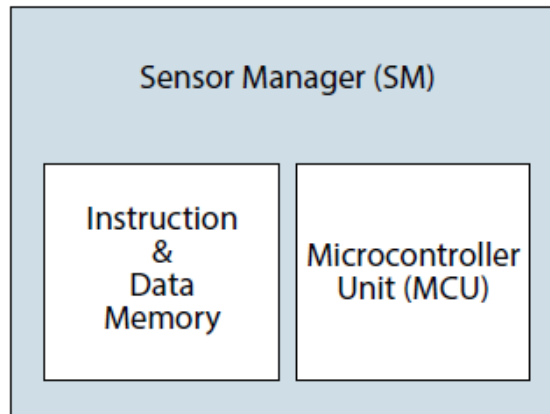 Sensor Manager (SM)
Instruction
&
Data
Memory
Microcontroller
Unit (MCU)